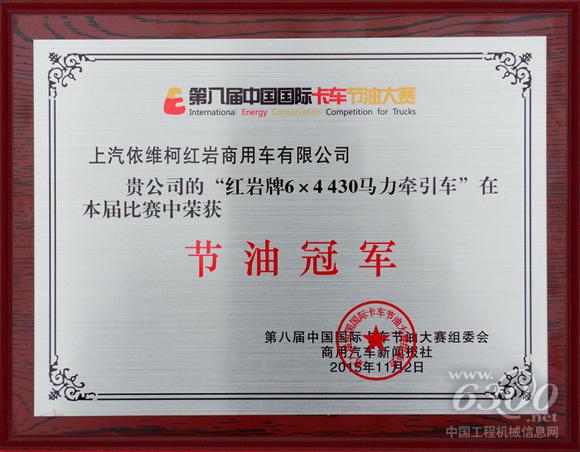 第八届中国国际卡车节油大赛
International Energy Conservation Competition for Trucks
上汽依维柯红岩商用车有限公司
贵公司的“红岩牌6×4 430马力牵引车”在
本届比赛中荣获
节油冠军
第八届中国国际卡车节油大赛组委会
商用汽车新闻报社
2015年11月2日
www.6300.net
中国工程机械信息网